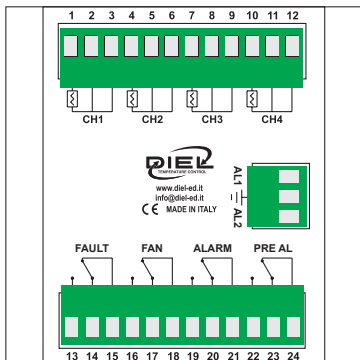 1 2 3 4 5 6 7 8 9 10 11 12
CH1 CH2 CH3 CH4
DIEL
TEMPERATURE CONTROL
www.diel-ed.it
info@diel-ed.it
CE MADE IN ITALY
AL1
AL2
FAULT FAN ALARM PRE AL
13 14 15 16 17 18 19 20 21 22 23 24